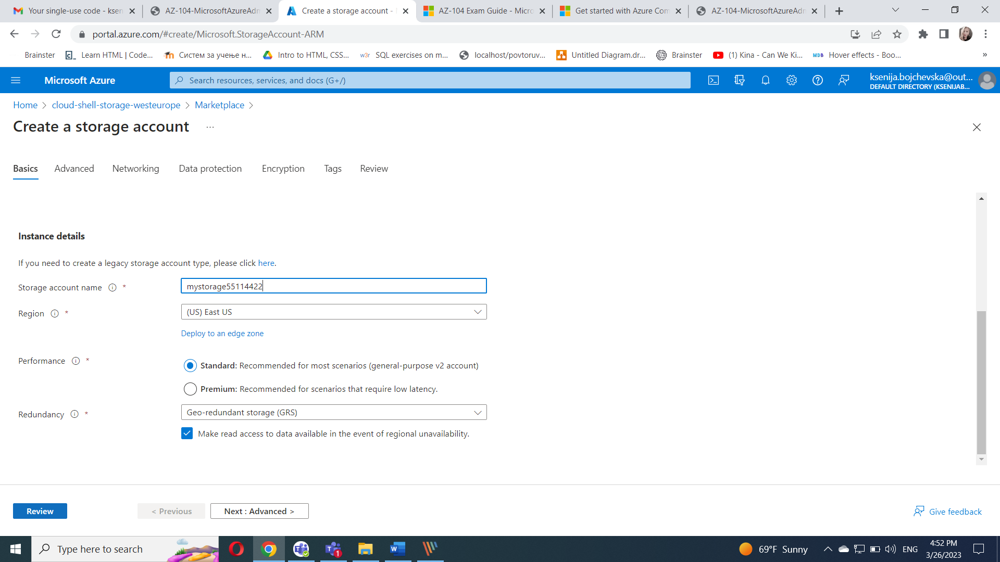 Your single-use code - ksen
AZ-104-MicrosoftAzureAdm
Create a storage account -
AZ-104 Exam Guide - Micro
Get started with Azure Com
AZ-104-MicrosoftAzureAdm
portal.azure.com/#create/Microsoft.StorageAccount-ARM
Brainster
Learn HTML | Code...
Систем за учење н...
Intro to HTML, CSS...
w3r SQL exercises on m...
localhost/povtoruv...
Untitled Diagram.dr...
Brainster
(1) Kina - Can We Ki...
MDB Hover effects - Boo...
»
Microsoft Azure
Search resources, services, and docs (G+/)
ksenija.bojchevska@out...
DEFAULT DIRECTORY (KSENIJAB...
Home > cloud-shell-storage-westeurope > Marketplace >
Create a storage account ...
Basics Advanced Networking Data protection Encryption Tags Review
Instance details
If you need to create a legacy storage account type, please click here.
Storage account name *
mystorage55114422
Region *
(US) East US
Deploy to an edge zone
Performance *
Standard: Recommended for most scenarios (general-purpose v2 account)
Premium: Recommended for scenarios that require low latency.
Redundancy *
Geo-redundant storage (GRS)
Make read access to data available in the event of regional unavailability.
Review
< Previous
Next : Advanced >
Give feedback
Type here to search
1
69°F Sunny
ENG
4:52 PM
3/26/2023